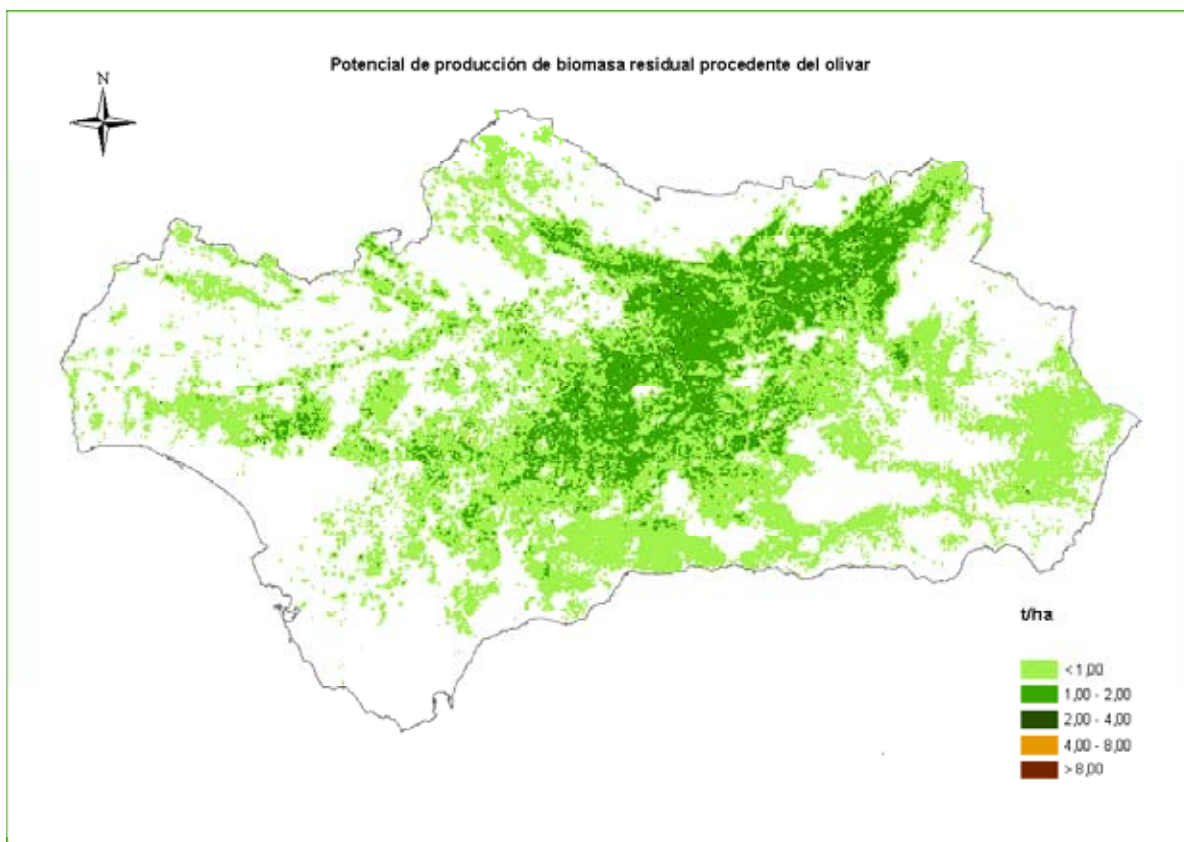 Potencial de producción de biomasa residual procedente del olivar
N
t/ha
< 1,00
1,00 - 2,00
2,00 - 4,00
4,00 - 8,00
> 8,00